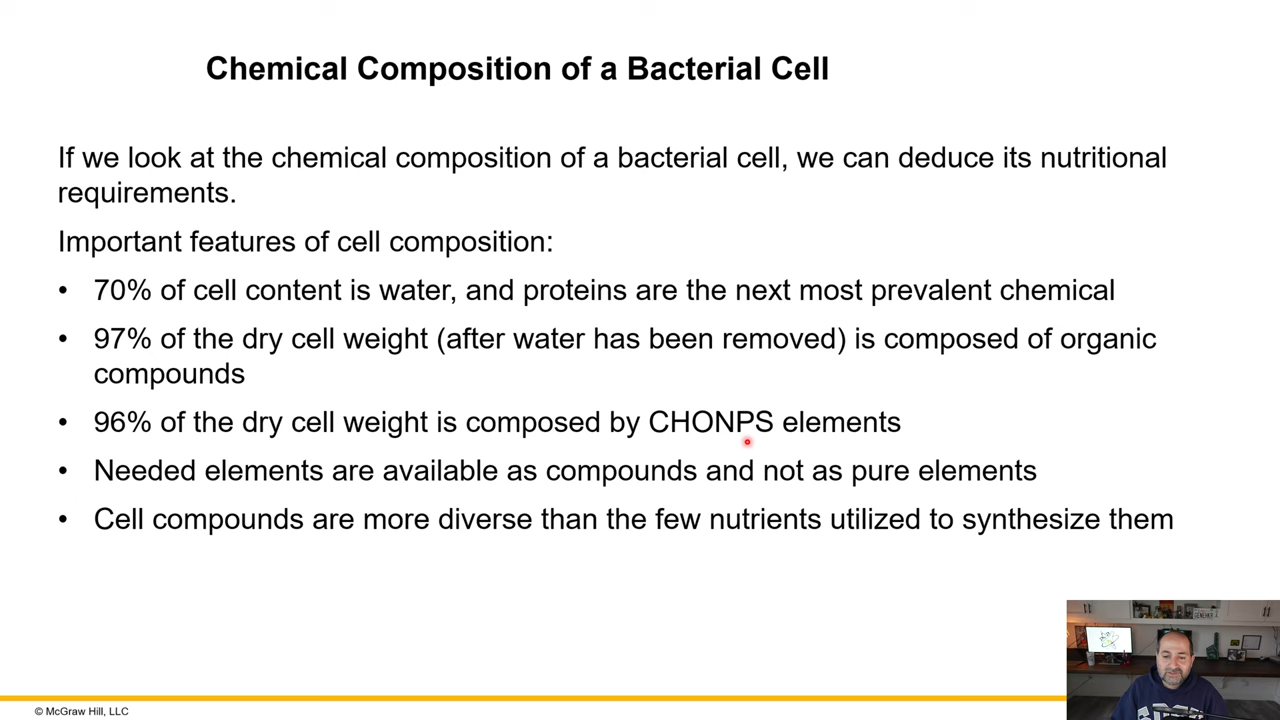 Chemical Composition of a Bacterial Cell
If we look at the chemical composition of a bacterial cell, we can deduce its nutritional
requirements.
Important features of cell composition:
• 70% of cell content is water, and proteins are the next most prevalent chemical
• 97% of the dry cell weight (after water has been removed) is composed of organic
compounds
• 96% of the dry cell weight is composed by CHONPS elements
• Needed elements are available as compounds and not as pure elements
• Cell compounds are more diverse than the few nutrients utilized to synthesize them
© McGraw Hill, LLC